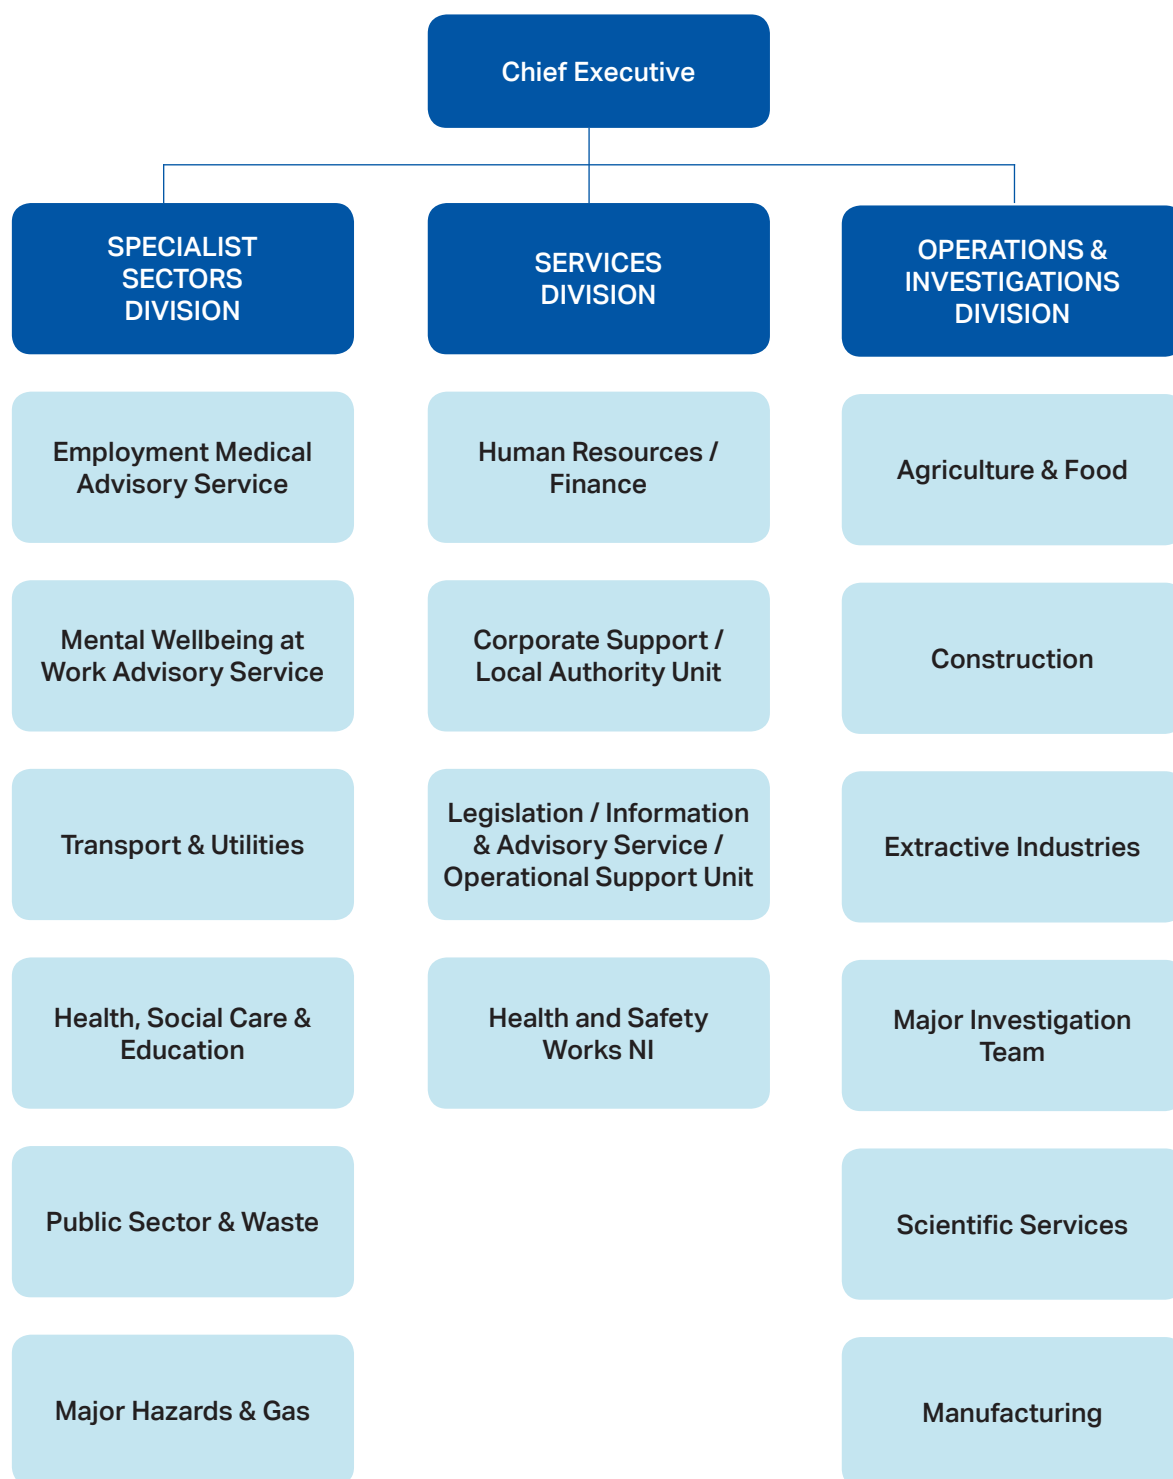 Chief Executive
SPECIALIST
SECTORS
DIVISION
Employment Medical
Advisory Service
Mental Wellbeing at
Work Advisory Service
Transport & Utilities
Health, Social Care &
Education
Public Sector & Waste
Major Hazards & Gas
SERVICES
DIVISION
Human Resources /
Finance
Corporate Support /
Local Authority Unit
Legislation / Information
& Advisory Service /
Operational Support Unit
Health and Safety
Works NI
OPERATIONS &
INVESTIGATIONS
DIVISION
Agriculture & Food
Construction
Extractive Industries
Major Investigation
Team
Scientific Services
Manufacturing